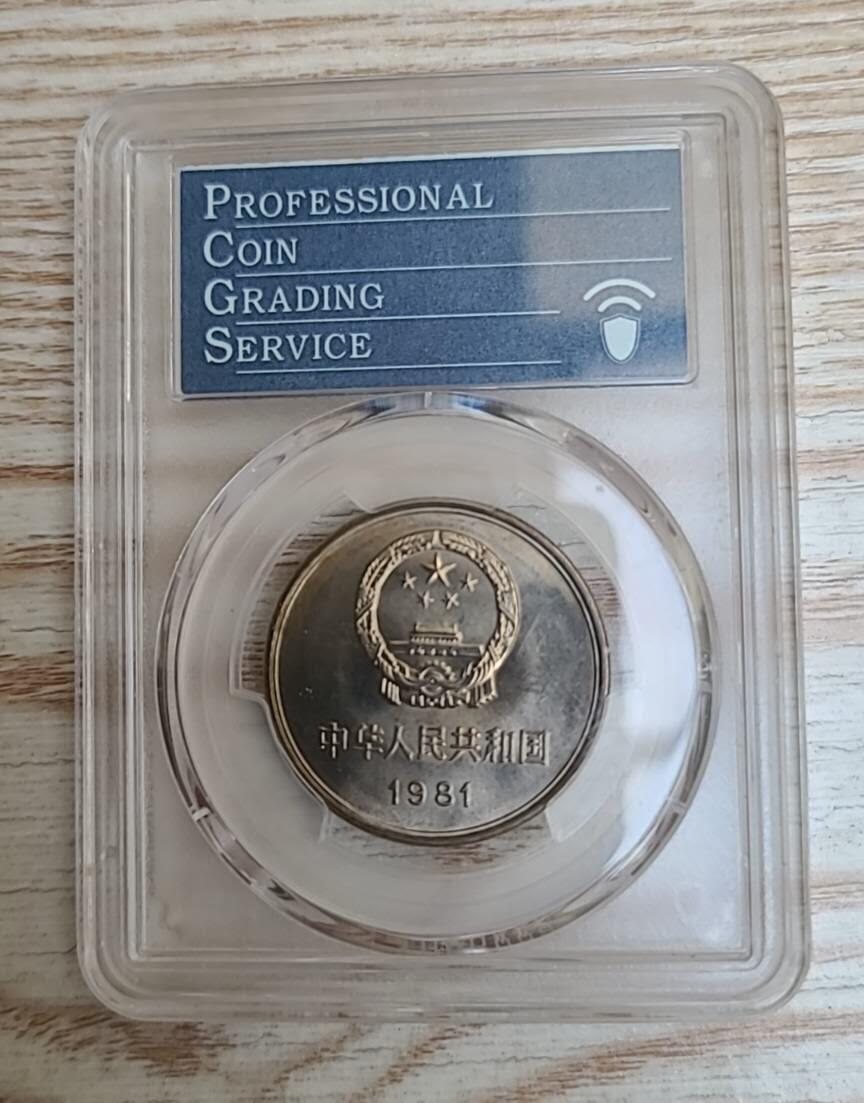 PROFESSIONAL
COIN
GRADING
SERVICE
中华人民共和国
1981